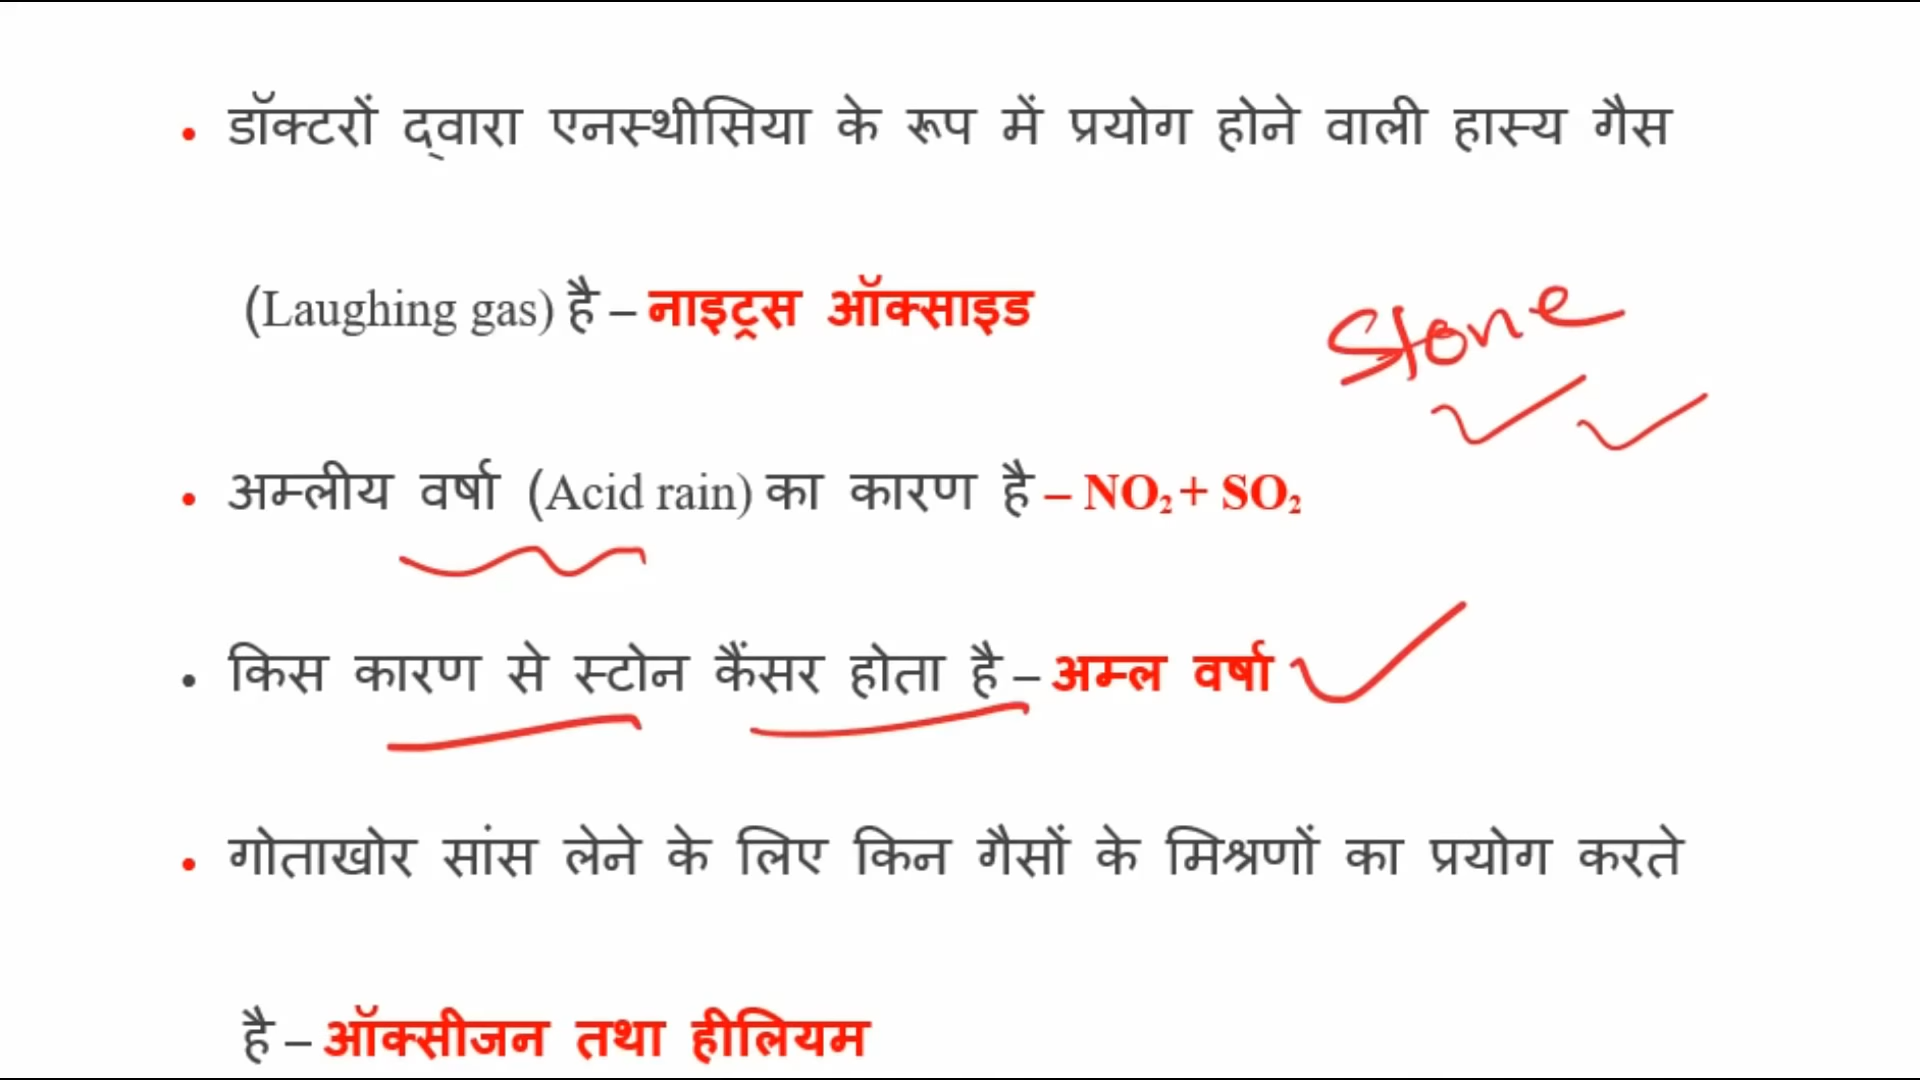 • डॉक्टरों द्वारा एनस्थीसिया के रूप में प्रयोग होने वाली हास्य गैस
(Laughing gas) है – नाइट्रस ऑक्साइड
Stone
• अम्लीय वर्षा (Acid rain) का कारण है – NO₂ + SO₂
• किस कारण से स्टोन कैंसर होता है – अम्ल वर्षा
• गोताखोर सांस लेने के लिए किन गैसों के मिश्रणों का प्रयोग करते
है – ऑक्सीजन तथा हीलियम